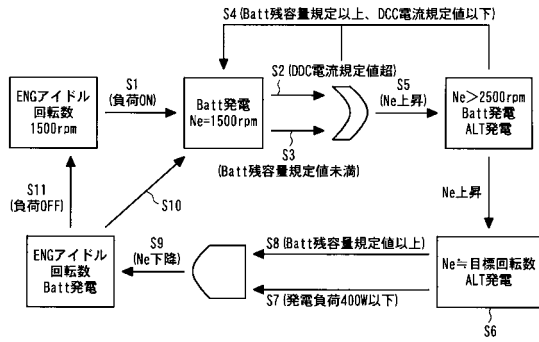 S4(Batt残容量規定以上、DCC電流規定値以下)
ENGアイドル
回転数
1500rpm
S1
(負荷ON)
Batt発電
Ne=1500rpm
S2(DDC電流規定値超)
S3
(Batt残容量規定値未満)
S5
(Ne上昇)
Ne>2500rpm
Batt発電
ALT発電
Ne上昇
S11
(負荷OFF)
S10
ENGアイドル
回転数
Batt発電
S9
(Ne下降)
S8(Batt残容量規定値以上)
S7(発電負荷400W以下)
Ne≒目標回転数
ALT発電
S6